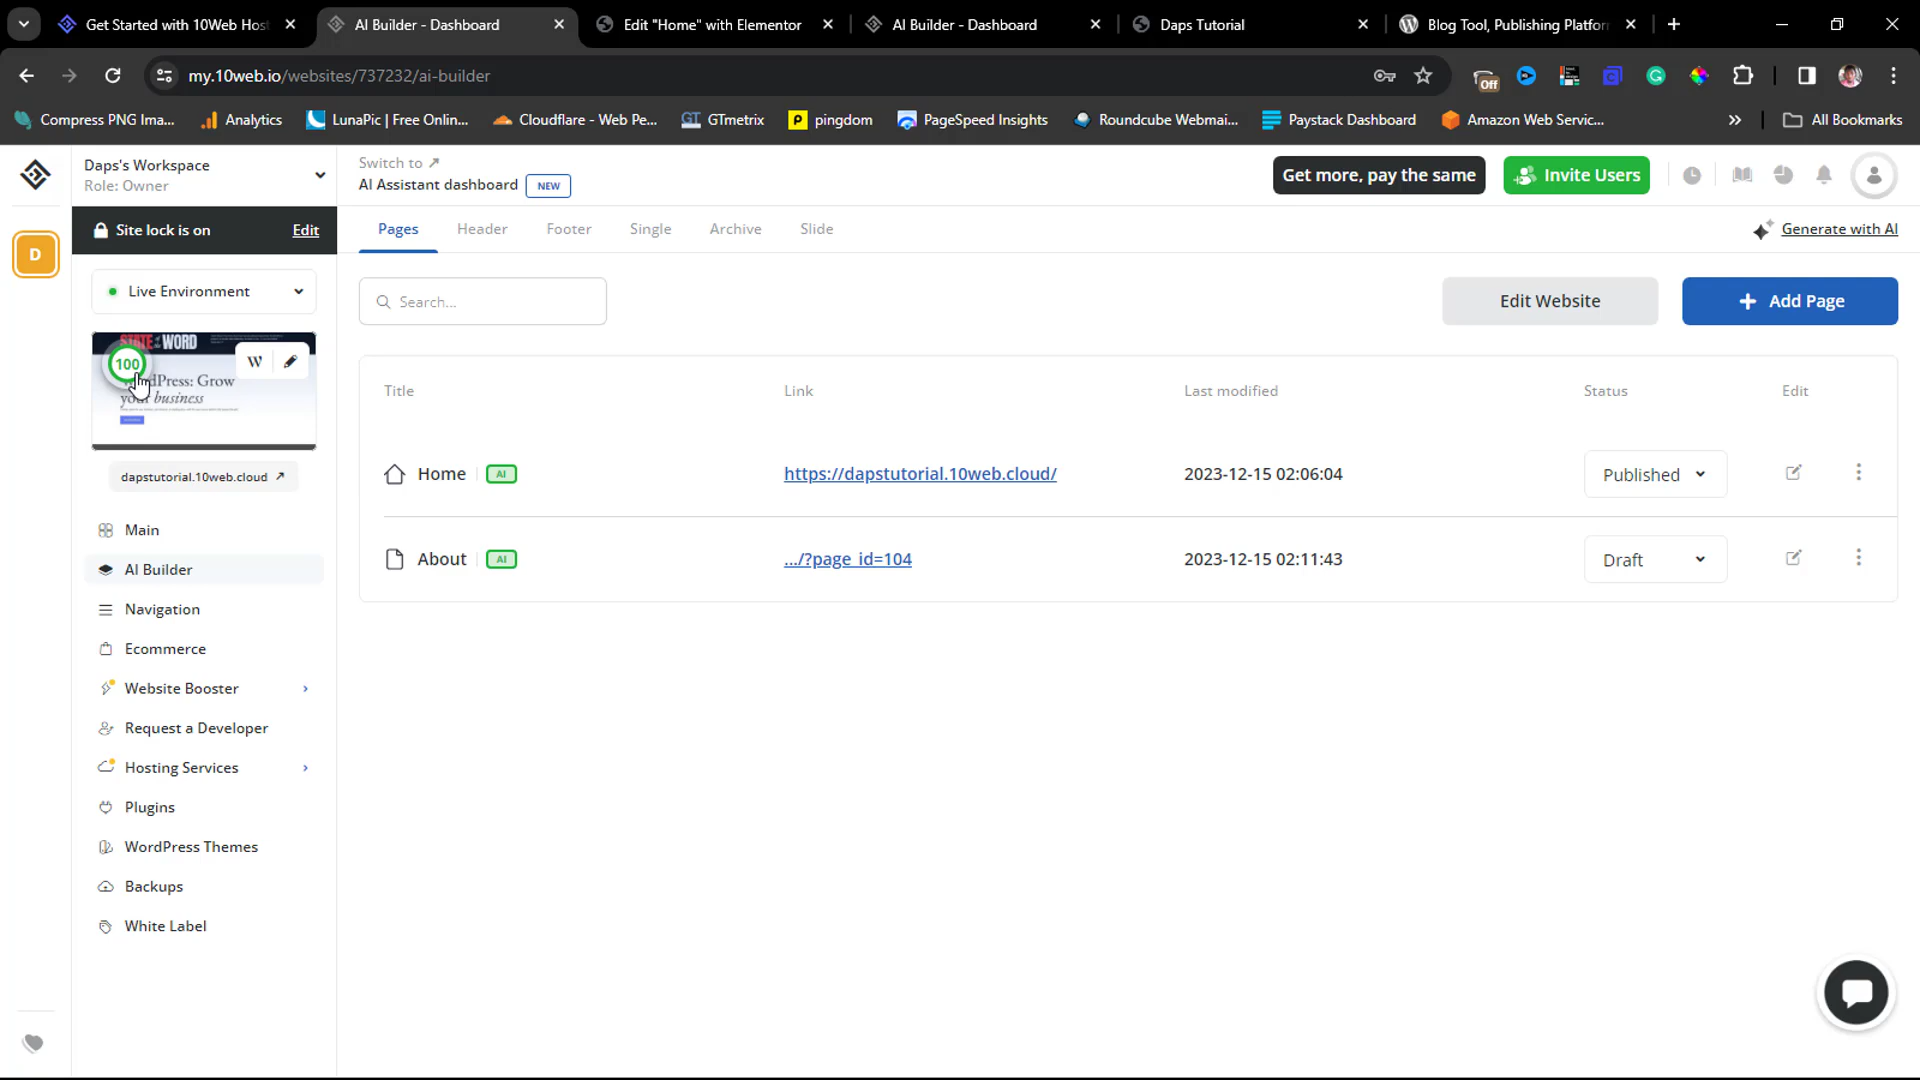 Get Started with 10Web Host
AI Builder - Dashboard
Edit "Home" with Elementor
AI Builder - Dashboard
Daps Tutorial
Blog Tool, Publishing Platfor
my.10web.io/websites/737232/ai-builder
Off
Compress PNG Ima...
Analytics
LunaPic | Free Onlin...
Cloudflare - Web Pe...
GT
GTmetrix
pingdom
PageSpeed Insights
Roundcube Webmai...
Paystack Dashboard
Amazon Web Servic...
All Bookmarks
Daps's Workspace
Role: Owner
Switch to
AI Assistant dashboard NEW
Get more, pay the same
Invite Users
Site lock is on
Edit
Pages
Header
Footer
Single
Archive
Slide
Generate with AI
D
Live Environment
Search...
Edit Website
Add Page
STATE of the WORD
100
WordPress: Grow
your business
dapstutorial.10web.cloud
Title
Link
Last modified
Status
Edit
Home AI https://dapstutorial.10web.cloud/ 2023-12-15 02:06:04 Published
About AI .../?page_id=104 2023-12-15 02:11:43 Draft
Main
AI Builder
Navigation
Ecommerce
Website Booster
Request a Developer
Hosting Services
Plugins
WordPress Themes
Backups
White Label